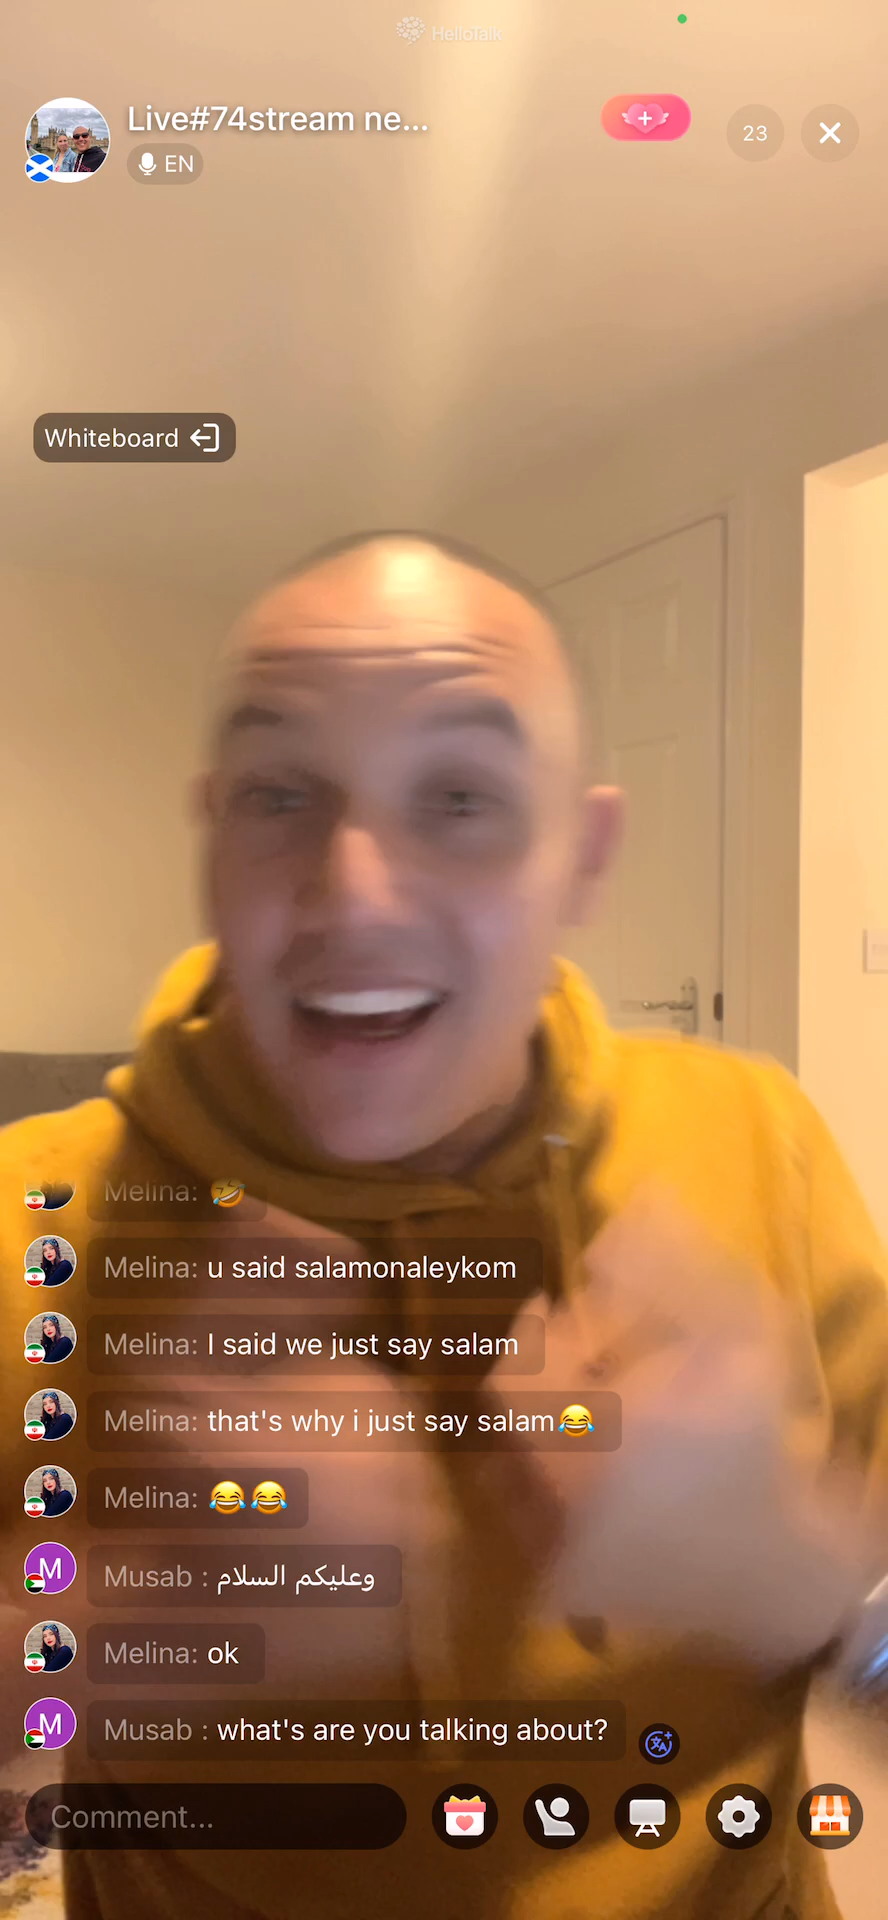 HelloTalk
Live#74stream ne...
23
EN
Whiteboard
Melina: 🤣
Melina: u said salamonaleykom
Melina: I said we just say salam
Melina: that's why i just say salam😂
Melina: 😂😂
M
Musab : وعليكم السلام
Melina: ok
M
Musab : what's are you talking about?
Comment...